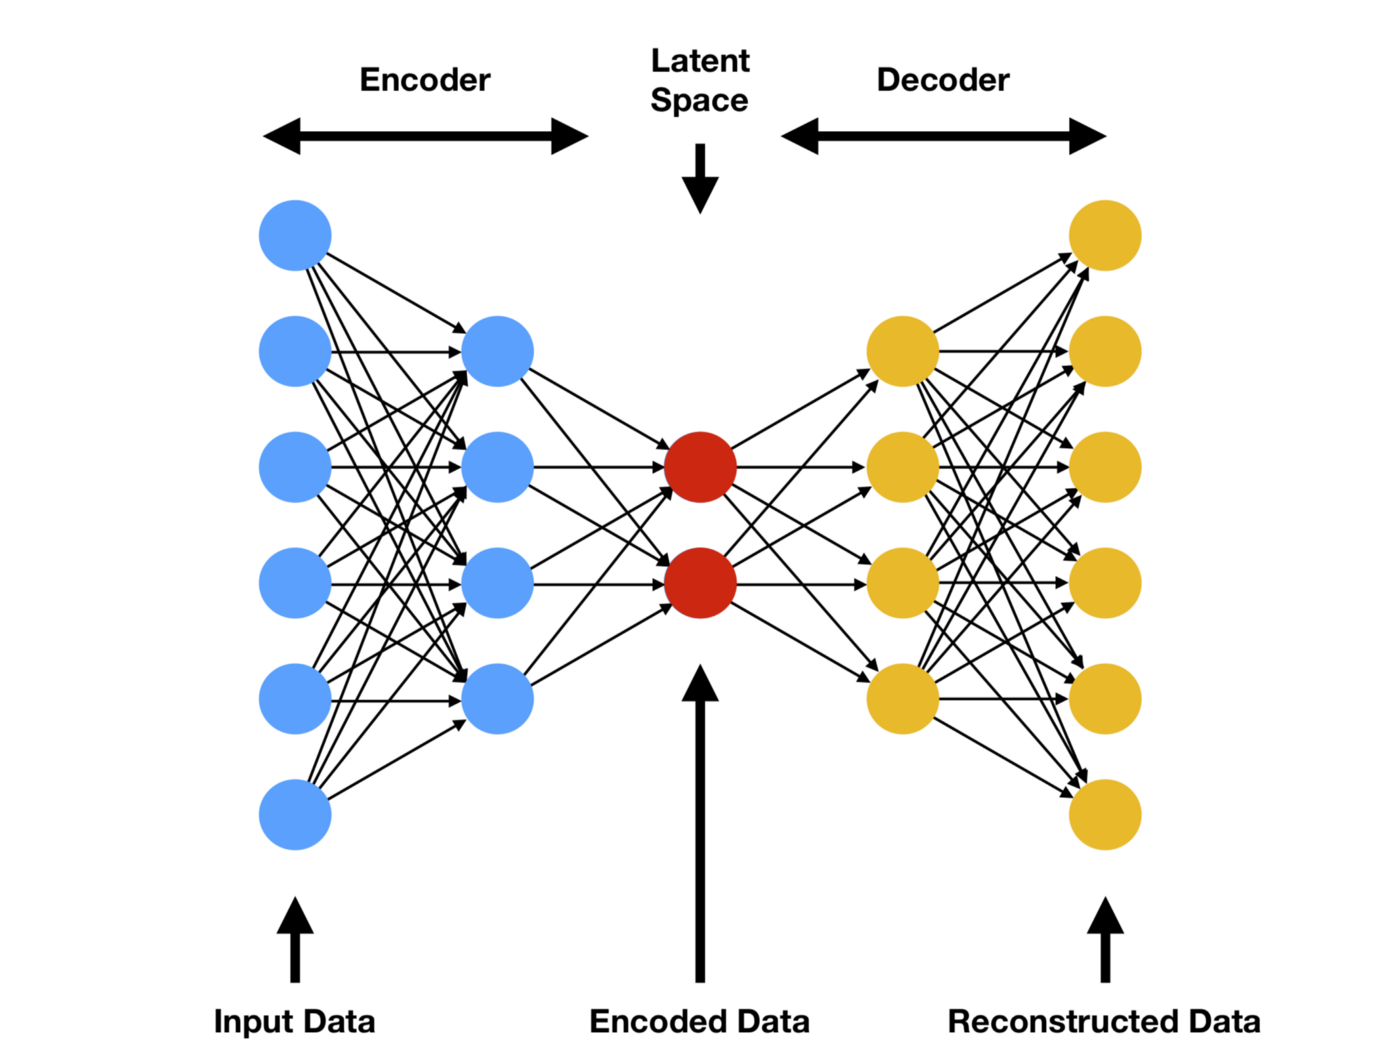 Encoder
Latent
Space
Decoder
Input Data
Encoded Data
Reconstructed Data